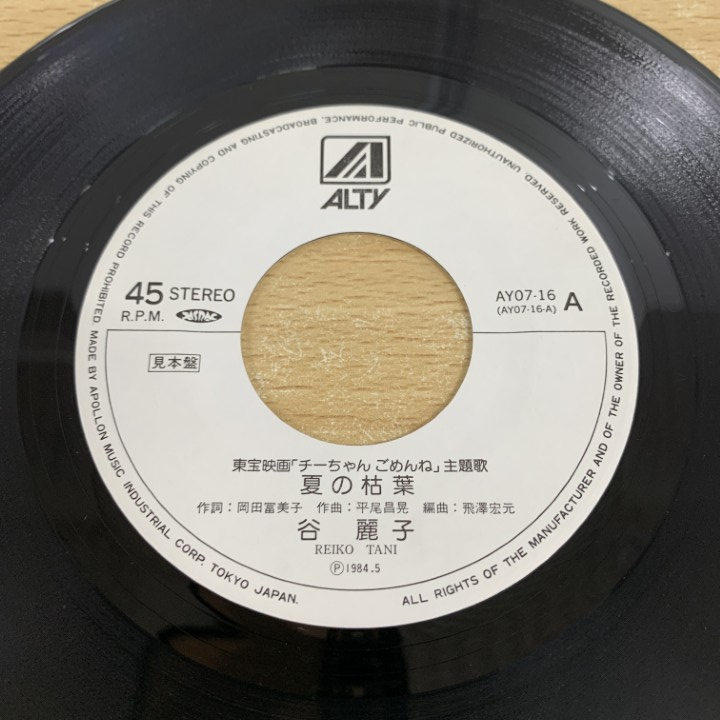 ALTY
45 STEREO
R.P.M. JASRAC
AY07-16
(AY07-16-A)
A
見本盤
東宝映画「チーちゃん ごめんね」主題歌
夏の枯葉
作詞:岡田冨美子 作曲:平尾昌晃 編曲:飛澤宏元
谷 麗子
REIKO TANI
Ⓟ1984.5
MADE BY APOLLON MUSIC INDUSTRIAL CORP. TOKYO JAPAN.
ALL RIGHTS OF THE MANUFACTURER AND OF THE OWNER OF THE RECORDED WORK RESERVED. UNAUTHORIZED PUBLIC PERFORMANCE, BROADCASTING AND COPYING OF THIS RECORD PROHIBITED